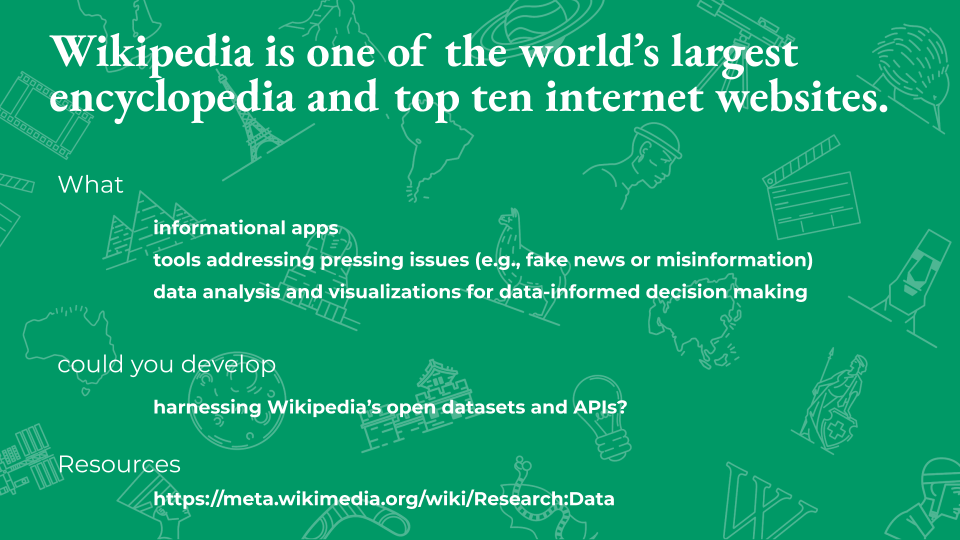 Wikipedia is one of the world’s largest
encyclopedia and top ten internet websites.
What
informational apps
tools addressing pressing issues (e.g., fake news or misinformation)
data analysis and visualizations for data-informed decision making
could you develop
harnessing Wikipedia’s open datasets and APIs?
Resources
https://meta.wikimedia.org/wiki/Research:Data